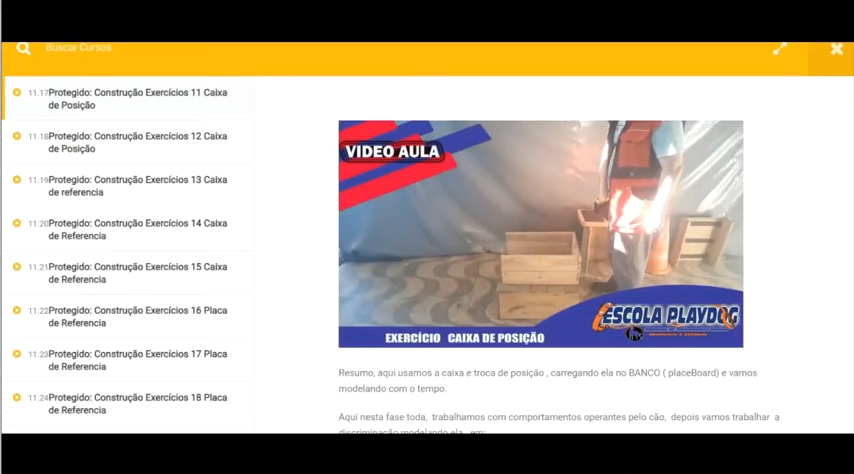 Buscar Cursos
11.17Protegido: Construção Exercícios 11 Caixa
de Posição
11.18Protegido: Construção Exercícios 12 Caixa
de Posição
11.19Protegido: Construção Exercícios 13 Caixa
de referencia
11.20Protegido: Construção Exercícios 14 Caixa
de Referencia
11.21Protegido: Construção Exercícios 15 Caixa
de Referencia
11.22Protegido: Construção Exercícios 16 Placa
de Referencia
11.23Protegido: Construção Exercícios 17 Placa
de Referencia
11.24Protegido: Construção Exercícios 18 Placa
de Referencia
VIDEO AULA
ESCOLA PLAYDOG
EXERCÍCIO CAIXA DE POSIÇÃO
Resumo, aqui usamos a caixa e troca de posição , carregando ela no BANCO ( placeBoard) e vamos
modelando com o tempo.
Aqui nesta fase toda, trabalhamos com comportamentos operantes pelo cão, depois vamos trabalhar a
discriminação modelando ela em: